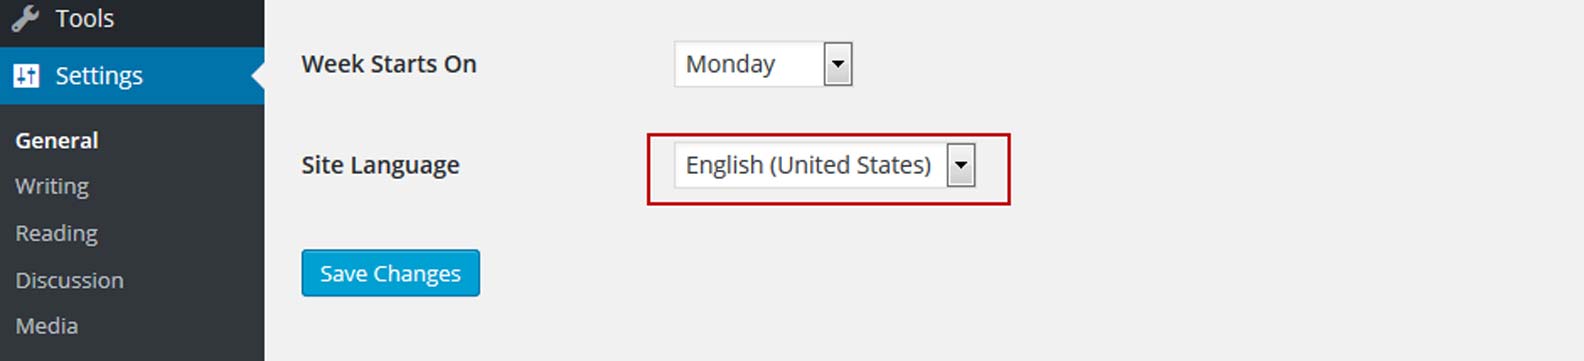 Tools
Settings
General
Writing
Reading
Discussion
Media
Week Starts On Monday
Site Language English (United States)
Save Changes